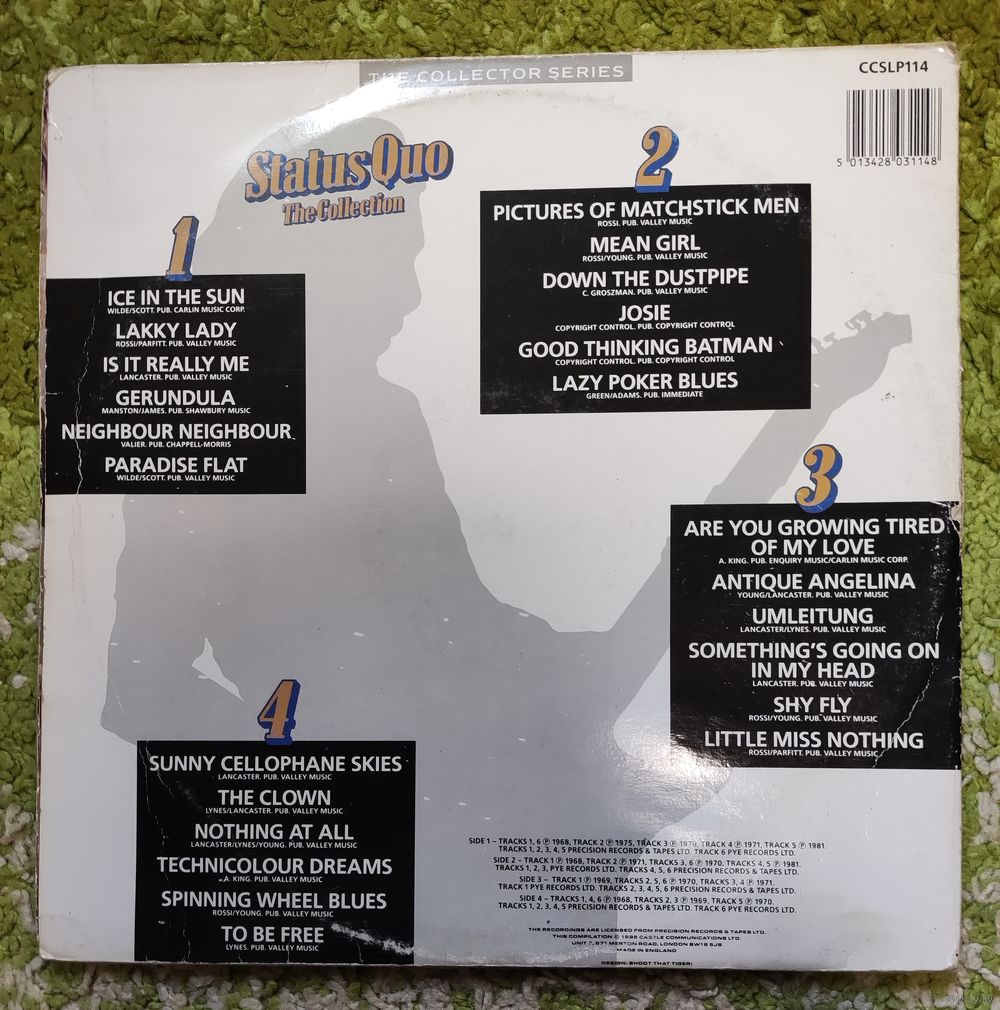 THE COLLECTOR SERIES
CCSLP114
5 013428 031148
Status Quo
The Collection
1
ICE IN THE SUN
WILDE/SCOTT. PUB. CARLIN MUSIC CORP.
LAKKY LADY
ROSSI/PARFITT. PUB. VALLEY MUSIC
IS IT REALLY ME
LANCASTER. PUB. VALLEY MUSIC
GERUNDULA
MANSTON/JAMES. PUB. SHAWBURY MUSIC
NEIGHBOUR NEIGHBOUR
VALIER. PUB. CHAPPELL-MORRIS
PARADISE FLAT
WILDE/SCOTT. PUB. VALLEY MUSIC
2
PICTURES OF MATCHSTICK MEN
ROSSI. PUB. VALLEY MUSIC
MEAN GIRL
ROSSI/YOUNG. PUB. VALLEY MUSIC
DOWN THE DUSTPIPE
C. GROSZMAN. PUB. VALLEY MUSIC
JOSIE
COPYRIGHT CONTROL. PUB. COPYRIGHT CONTROL
GOOD THINKING BATMAN
COPYRIGHT CONTROL. PUB. COPYRIGHT CONTROL
LAZY POKER BLUES
GREEN/ADAMS. PUB. IMMEDIATE
3
ARE YOU GROWING TIRED
OF MY LOVE
A. KING. PUB. ENQUIRY MUSIC/CARLIN MUSIC CORP.
ANTIQUE ANGELINA
YOUNG/LANCASTER. PUB. VALLEY MUSIC
UMLEITUNG
LANCASTER/LYNES. PUB. VALLEY MUSIC
SOMETHING'S GOING ON
IN MY HEAD
LANCASTER. PUB. VALLEY MUSIC
SHY FLY
ROSSI/YOUNG. PUB. VALLEY MUSIC
LITTLE MISS NOTHING
ROSSI/PARFITT. PUB. VALLEY MUSIC
4
SUNNY CELLOPHANE SKIES
LANCASTER. PUB. VALLEY MUSIC
THE CLOWN
LYNES/LANCASTER. PUB. VALLEY MUSIC
NOTHING AT ALL
LANCASTER/LYNES/YOUNG. PUB. VALLEY MUSIC
TECHNICOLOUR DREAMS
A. KING. PUB. VALLEY MUSIC
SPINNING WHEEL BLUES
ROSSI/YOUNG. PUB. VALLEY MUSIC
TO BE FREE
LYNES. PUB. VALLEY MUSIC
SIDE 1 – TRACKS 1, 6 ℗ 1968, TRACK 2 ℗ 1975, TRACK 3 ℗ 1970, TRACK 4 ℗ 1971, TRACK 5 ℗ 1981.
TRACKS 1, 2, 3, 4, 5 PRECISION RECORDS & TAPES LTD. TRACK 6 PYE RECORDS LTD.
SIDE 2 – TRACK 1 ℗ 1968, TRACK 2 ℗ 1971, TRACKS 3, 6 ℗ 1970, TRACKS 4, 5 ℗ 1981.
TRACKS 1, 2, 3, PYE RECORDS LTD. TRACKS 4, 5, 6 PRECISION RECORDS & TAPES LTD.
SIDE 3 – TRACK 1 ℗ 1969, TRACKS 2, 5, 6 ℗ 1970, TRACKS 3, 4 ℗ 1971.
TRACK 1 PYE RECORDS LTD. TRACKS 2, 3, 4, 5, 6 PRECISION RECORDS & TAPES LTD.
SIDE 4 – TRACKS 1, 4, 6 ℗ 1968, TRACKS 2, 3 ℗ 1969, TRACK 5 ℗ 1970.
TRACKS 1, 2, 3, 4, 5 PRECISION RECORDS & TAPES LTD. TRACK 6 PYE RECORDS LTD.
THE RECORDINGS ARE LICENSED FROM PRECISION RECORDS & TAPES LTD.
THIS COMPILATION © 1985 CASTLE COMMUNICATIONS LTD.
UNIT 7, 271 MERTON ROAD, LONDON SW18 5JS
MADE IN ENGLAND
DESIGN: SHOOT THAT TIGER!